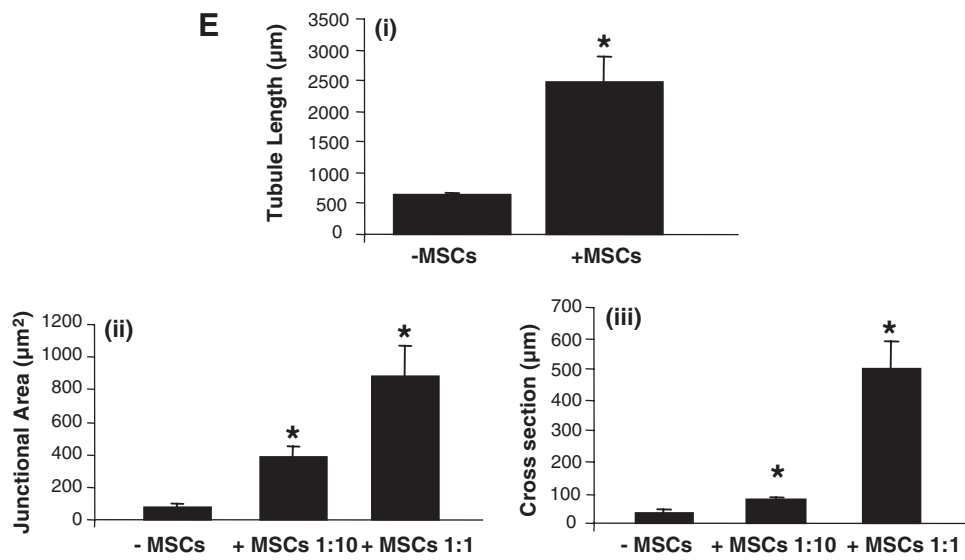 E
(i)
Tubule Length (µm)
3500
3000
2500
2000
1500
1000
500
0
*
-MSCs +MSCs
(ii)
Junctional Area (µm²)
1200
1000
800
600
400
200
0
*
*
- MSCs + MSCs 1:10 + MSCs 1:1
(iii)
Cross section (µm)
700
600
500
400
300
200
100
0
*
*
- MSCs + MSCs 1:10 + MSCs 1:1